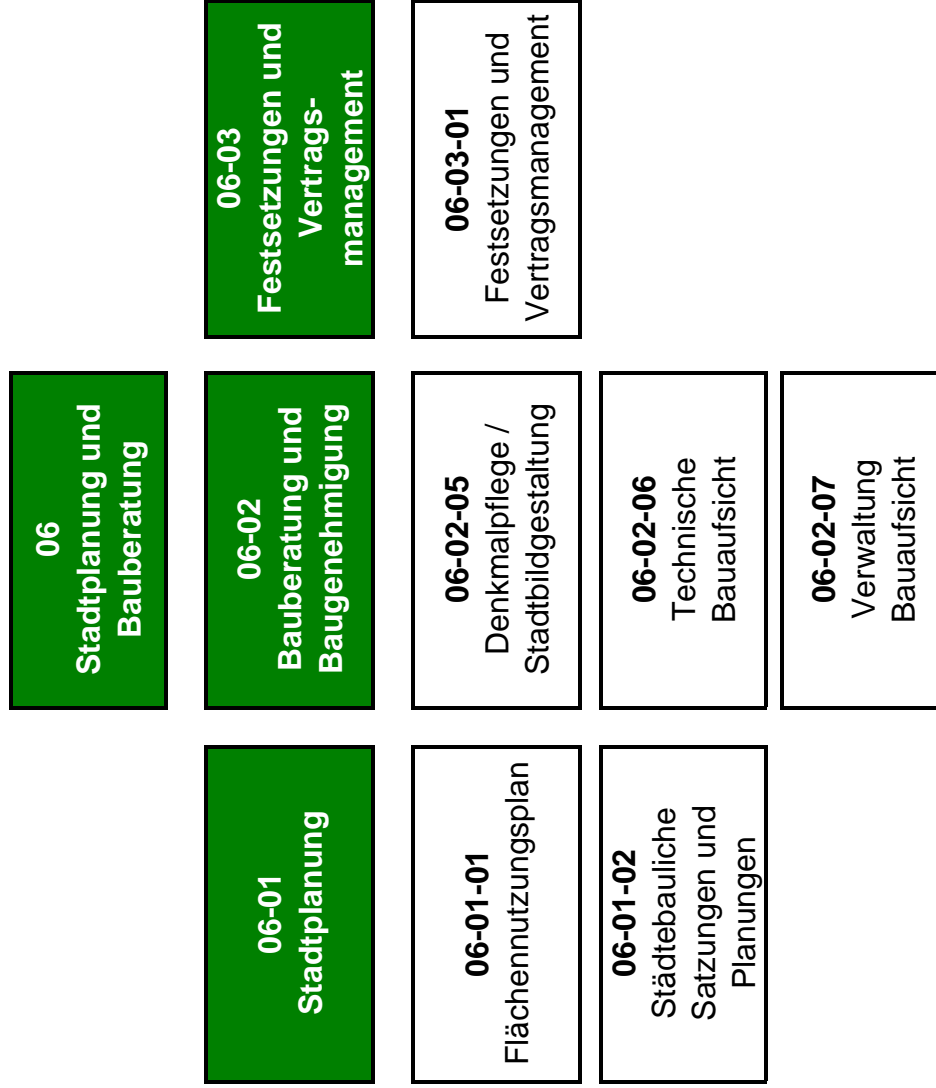 06
Stadtplanung und
Bauberatung
06-01
Stadtplanung
06-02
Bauberatung und
Baugenehmigung
06-03
Festsetzungen und
Vertrags-
management
06-01-01
Flächennutzungsplan
06-02-05
Denkmalpflege /
Stadtbildgestaltung
06-03-01
Festsetzungen und
Vertragsmanagement
06-01-02
Städtebauliche
Satzungen und
Planungen
06-02-06
Technische
Bauaufsicht
06-02-07
Verwaltung
Bauaufsicht